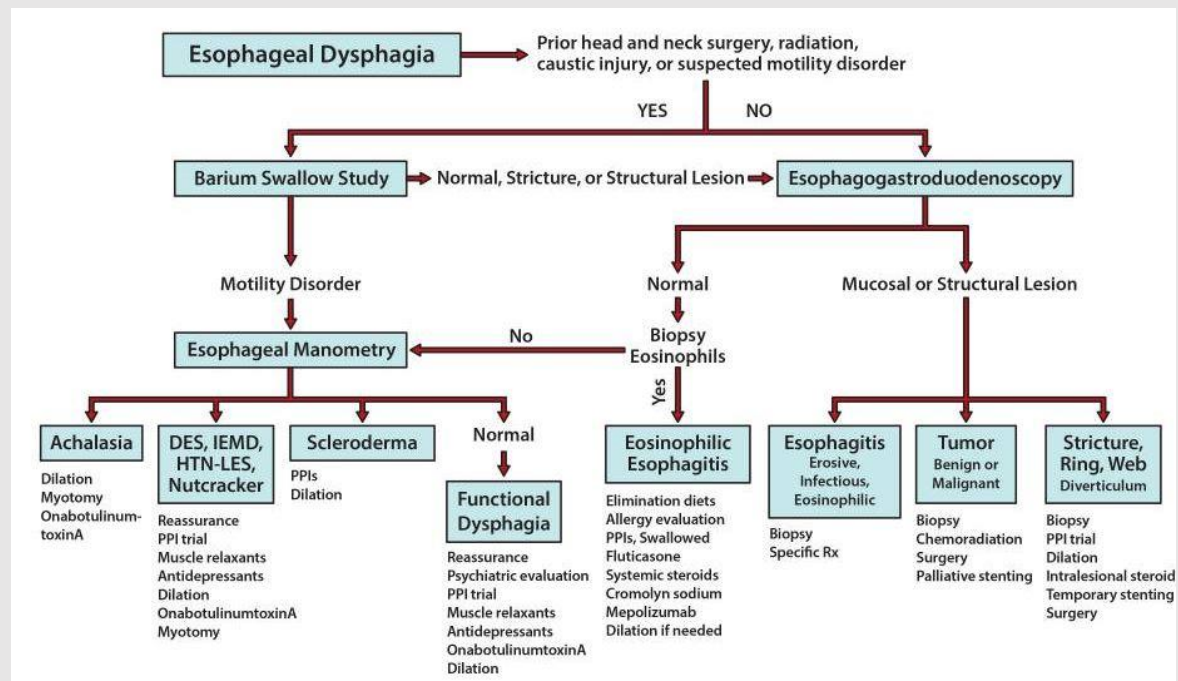 Esophageal Dysphagia
Prior head and neck surgery, radiation,
caustic injury, or suspected motility disorder
YES
NO
Barium Swallow Study
Normal, Stricture, or Structural Lesion
Esophagogastroduodenoscopy
Motility Disorder
Normal
Mucosal or Structural Lesion
Esophageal Manometry
No
Biopsy
Eosinophils
Yes
Achalasia
Dilation
Myotomy
Onabotulinum-
toxinA
DES, IEMD,
HTN-LES,
Nutcracker
Reassurance
PPI trial
Muscle relaxants
Antidepressants
Dilation
OnabotulinumtoxinA
Myotomy
Scleroderma
PPIs
Dilation
Normal
Functional
Dysphagia
Reassurance
Psychiatric evaluation
PPI trial
Muscle relaxants
Antidepressants
OnabotulinumtoxinA
Dilation
Eosinophilic
Esophagitis
Elimination diets
Allergy evaluation
PPIs, Swallowed
Fluticasone
Systemic steroids
Cromolyn sodium
Mepolizumab
Dilation if needed
Esophagitis
Erosive,
Infectious,
Eosinophilic
Biopsy
Specific Rx
Tumor
Benign or
Malignant
Biopsy
Chemoradiation
Surgery
Palliative stenting
Stricture,
Ring, Web
Diverticulum
Biopsy
PPI trial
Dilation
Intralesional steroid
Temporary stenting
Surgery